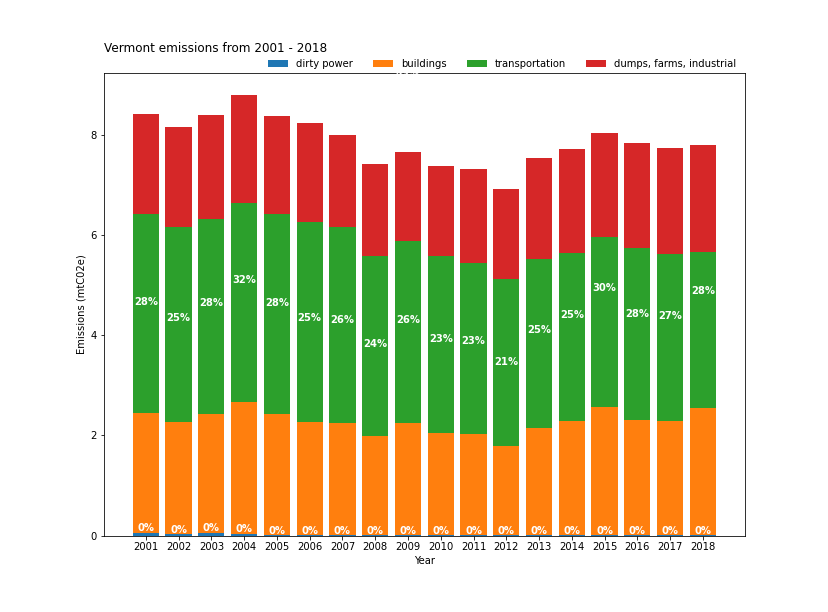 Vermont emissions from 2001 - 2018
dirty power buildings transportation dumps, farms, industrial
8
6
4
2
0
Emissions (mtC02e)
28% 25% 28% 32% 28% 25% 26% 24% 26% 23% 23% 21% 25% 25% 30% 28% 27% 28%
0% 0% 0% 0% 0% 0% 0% 0% 0% 0% 0% 0% 0% 0% 0% 0% 0% 0%
2001 2002 2003 2004 2005 2006 2007 2008 2009 2010 2011 2012 2013 2014 2015 2016 2017 2018
Year